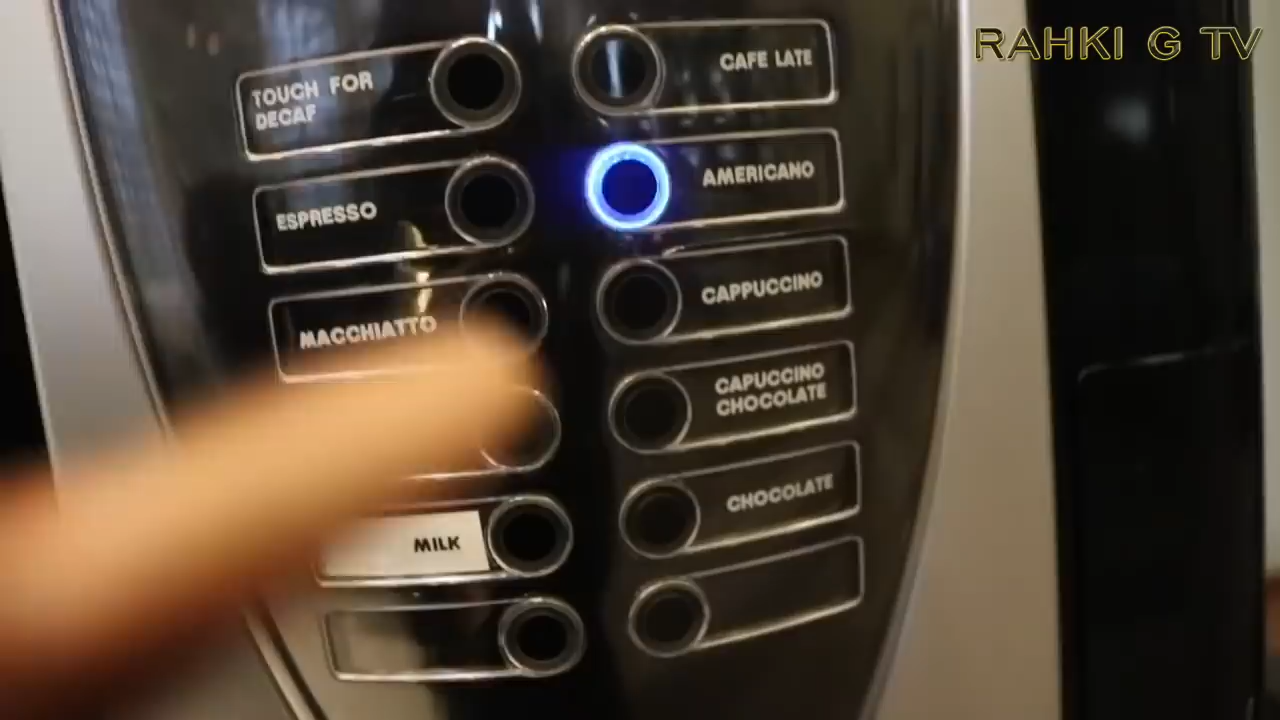 RAHKI G TV
TOUCH FOR
DECAF
CAFE LATE
ESPRESSO
AMERICANO
MACCHIATTO
CAPPUCCINO
CAPUCCINO
CHOCOLATE
MILK
CHOCOLATE